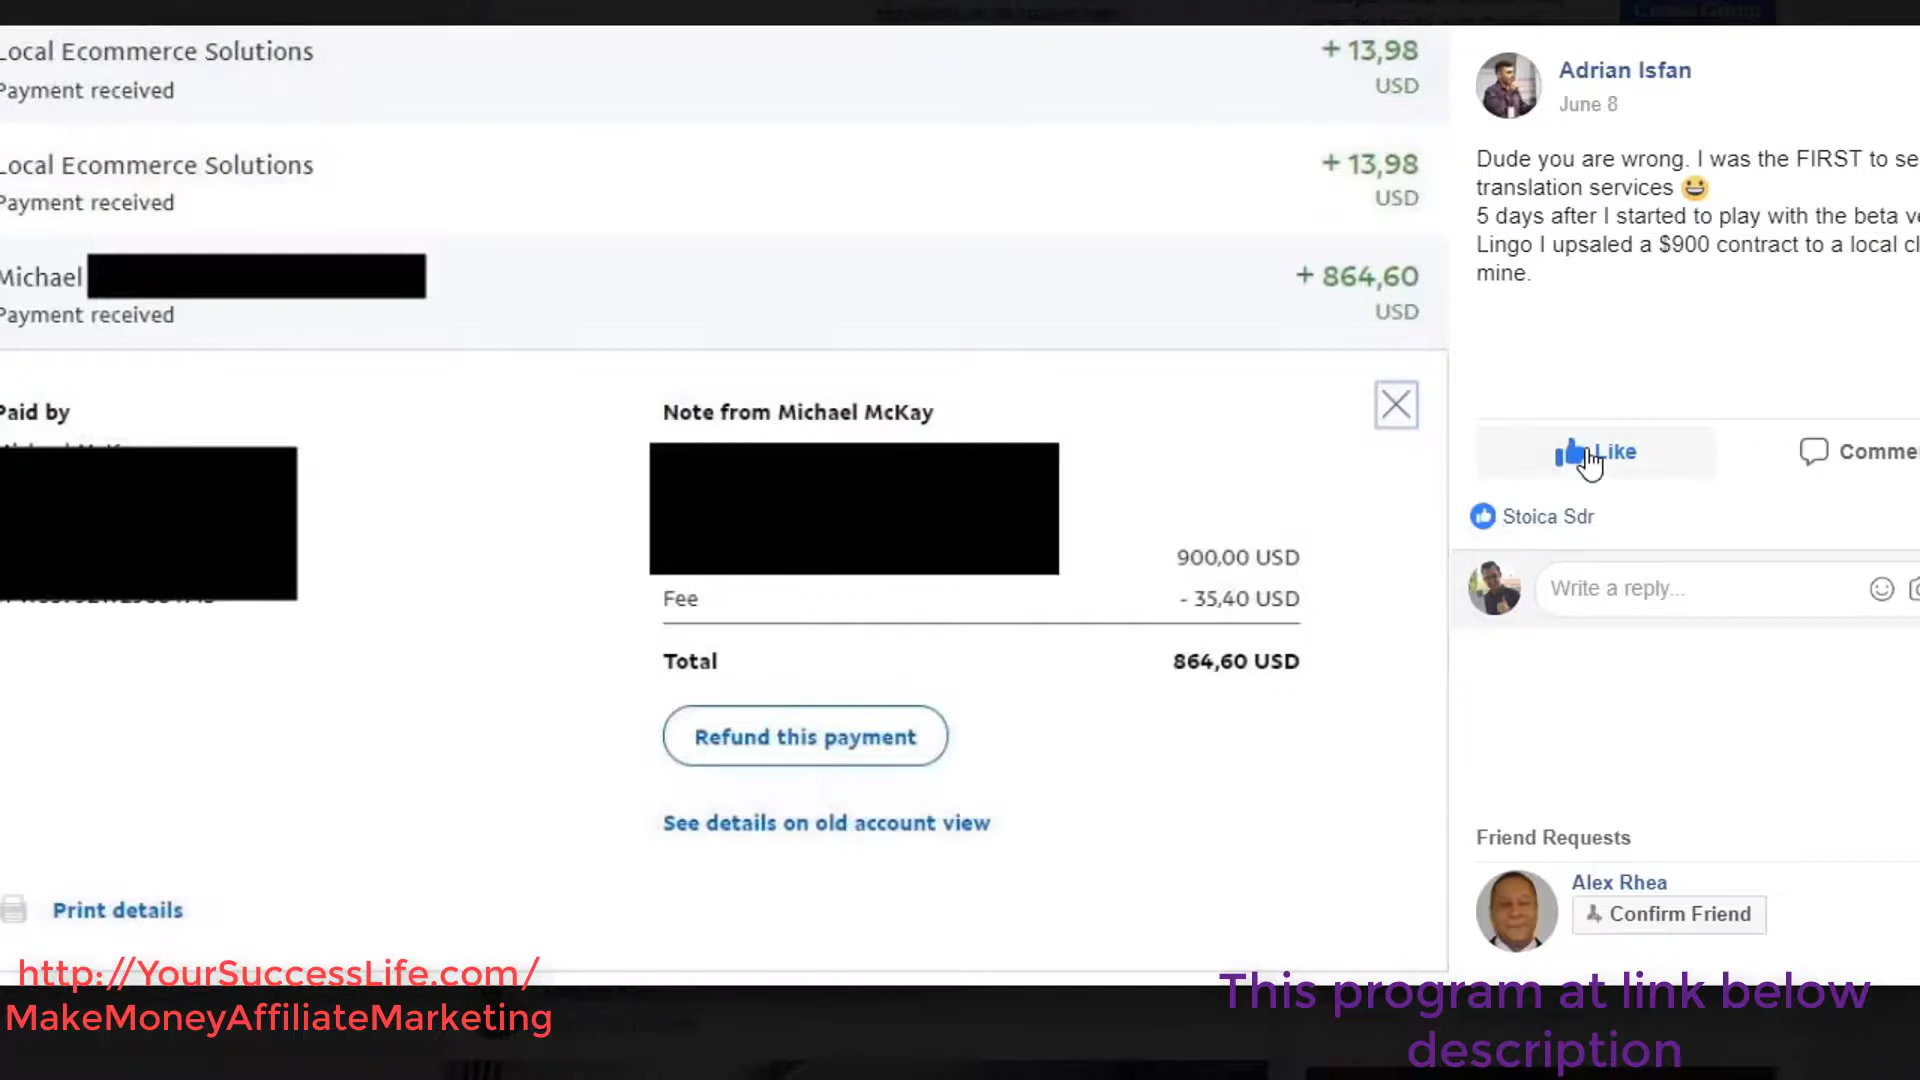 Local Ecommerce Solutions
+ 13,98
Payment received
USD
Local Ecommerce Solutions
+ 13,98
Payment received
USD
Michael
+ 864,60
Payment received
USD
Paid by
Note from Michael McKay
900,00 USD
Fee
- 35,40 USD
Total
864,60 USD
Refund this payment
See details on old account view
Print details
Adrian Isfan
June 8
Dude you are wrong. I was the FIRST to se
translation services
5 days after I started to play with the beta ve
Lingo I upsaled a $900 contract to a local cl
mine.
Like
Comme
Stoica Sdr
Write a reply...
Friend Requests
Alex Rhea
Confirm Friend
http://YourSuccessLife.com/
MakeMoneyAffiliateMarketing
This program at link below
description